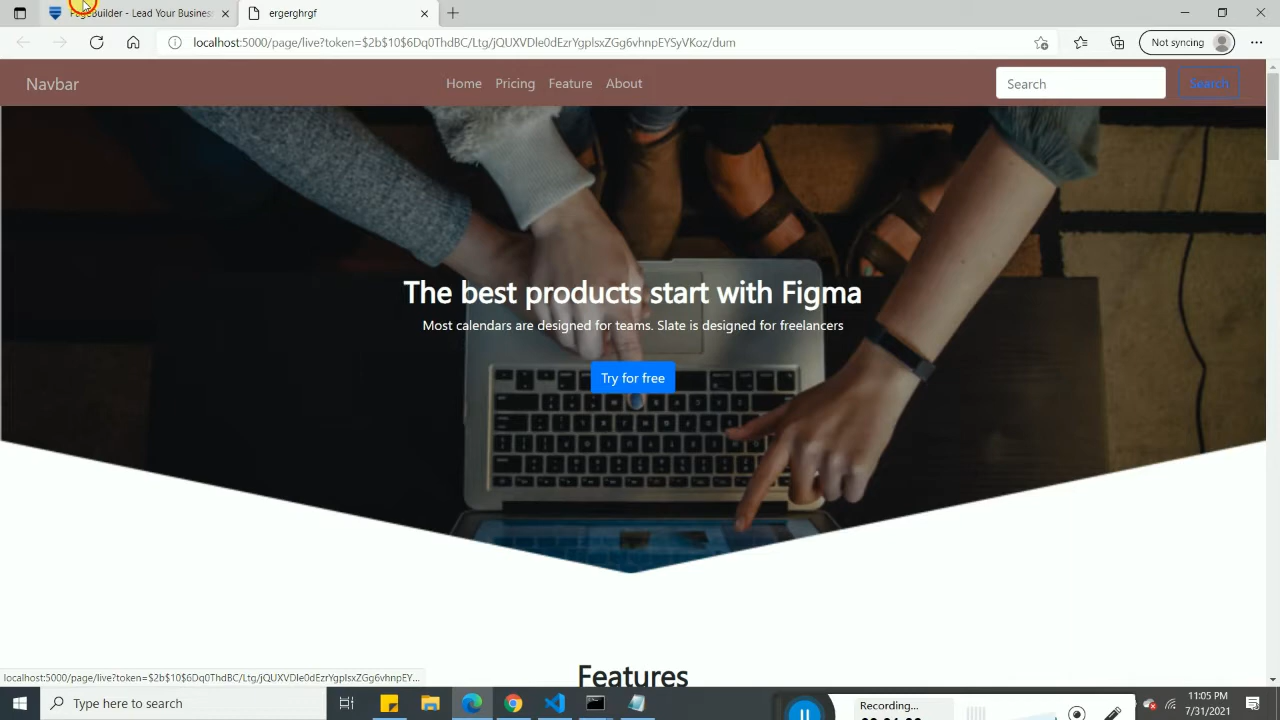 PageBuilder - Lead Your Busines
ergerghrgf
localhost:5000/page/live?token=$2b$10$6Dq0ThdBC/Ltg/jQUXVDle0dEzrYgplsxZGg6vhnpEYSyVKoz/dum
Not syncing
Navbar
Home Pricing Feature About
Search
Search
The best products start with Figma
Most calendars are designed for teams. Slate is designed for freelancers
Try for free
Features
localhost:5000/page/live?token=$2b$10$6Dq0ThdBC/Ltg/jQUXVDle0dEzrYgplsxZGg6vhnpEY...
Type here to search
Recording...
11:05 PM
7/31/2021